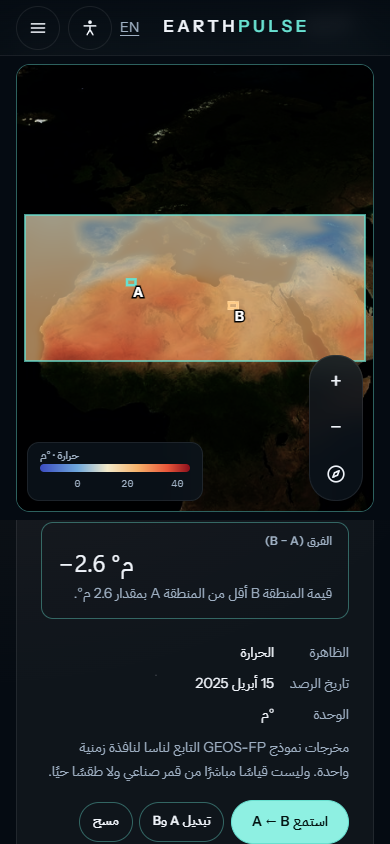 EN
EARTHPULSE
A
B
حرارة · °م
0 20 40
+
−
الفرق (B − A)
−2.6 °م
قيمة المنطقة B أقل من المنطقة A بمقدار 2.6 م°.
الظاهرة الحرارة
تاريخ الرصد 15 أبريل 2025
الوحدة °م
مخرجات نموذج GEOS-FP التابع لناسا لنافذة زمنية
واحدة. وليست قياسًا مباشرًا من قمر صناعي ولا طقسًا حيًا.
استمع A ← B
تبديل A وB
مسح